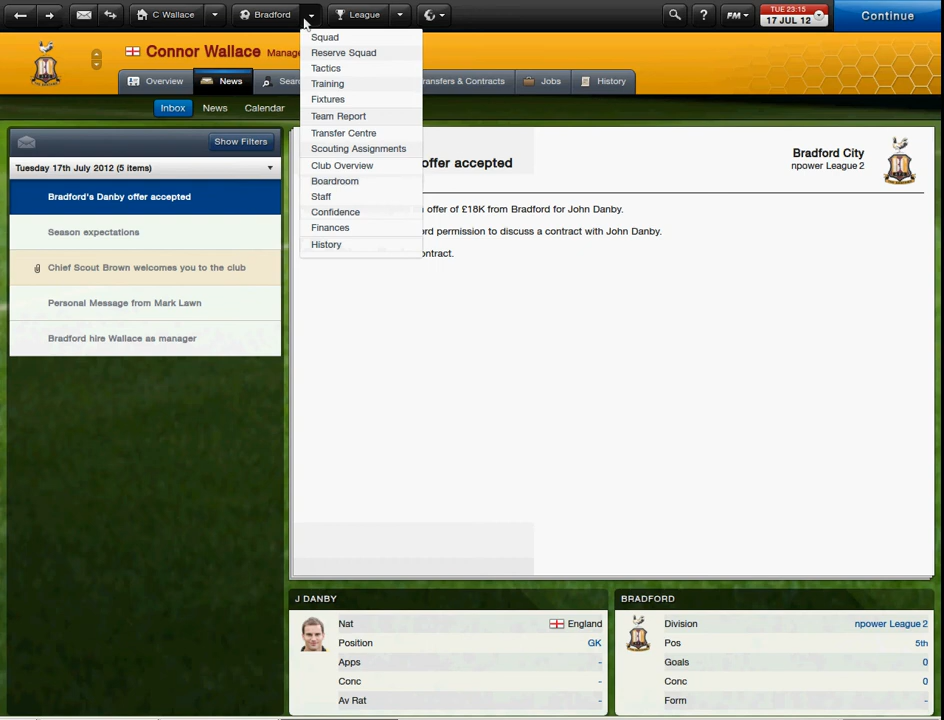 C Wallace
Bradford
League
?
FM
TUE 23:15
17 JUL 12
Continue
Connor Wallace
Overview
News
ransfers & Contracts
Jobs
History
Inbox
News
Calendar
Squad
Reserve Squad
Tactics
Training
Fixtures
Team Report
Transfer Centre
Scouting Assignments
Club Overview
Boardroom
Staff
Confidence
Finances
History
Show Filters
Tuesday 17th July 2012 (5 items)
Bradford's Danby offer accepted
Season expectations
Chief Scout Brown welcomes you to the club
Personal Message from Mark Lawn
Bradford hire Wallace as manager
offer accepted
Bradford City
npower League 2
offer of £18K from Bradford for John Danby.
rd permission to discuss a contract with John Danby.
ontract.
J DANBY
Nat England
Position GK
Apps -
Conc -
Av Rat -
BRADFORD
Division npower League 2
Pos 5th
Goals 0
Conc 0
Form -